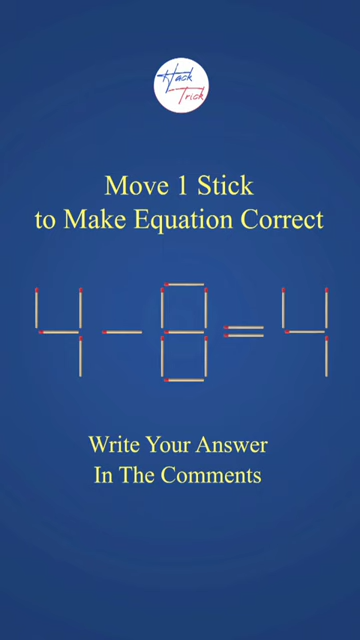 Hack
Trick
Move 1 Stick
to Make Equation Correct
4-8=4
Write Your Answer
In The Comments